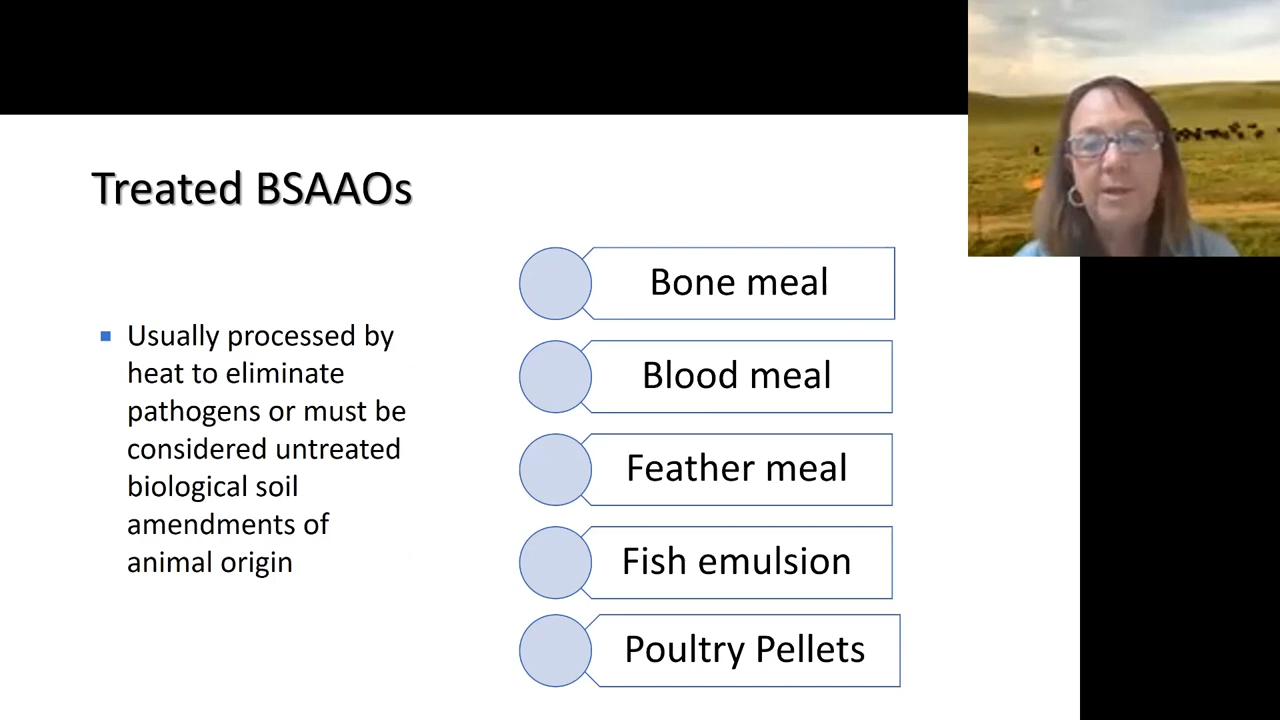 Treated BSAAOs
Usually processed by
heat to eliminate
pathogens or must be
considered untreated
biological soil
amendments of
animal origin
Bone meal
Blood meal
Feather meal
Fish emulsion
Poultry Pellets